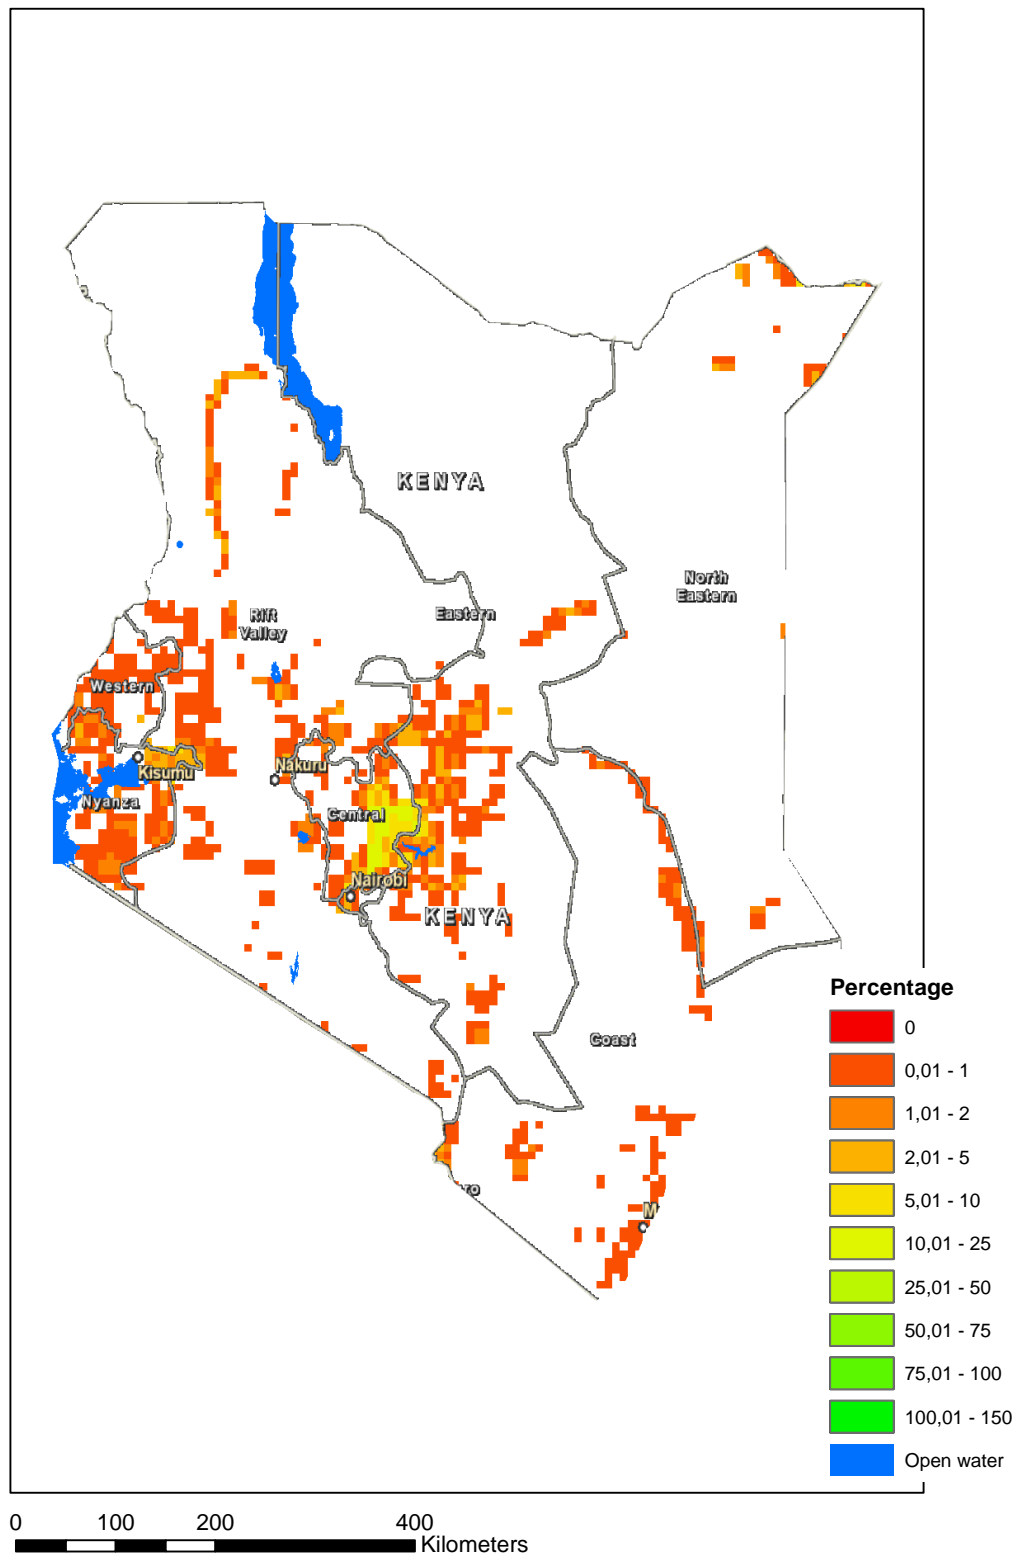 KENYA
North
Eastern
Rift
Valley
Eastern
Western
Kisumu
Nakuru
Nyanza
Central
Nairobi
KENYA
Coast
M
Percentage
0
0,01 - 1
1,01 - 2
2,01 - 5
5,01 - 10
10,01 - 25
25,01 - 50
50,01 - 75
75,01 - 100
100,01 - 150
Open water
0 100 200 400
Kilometers